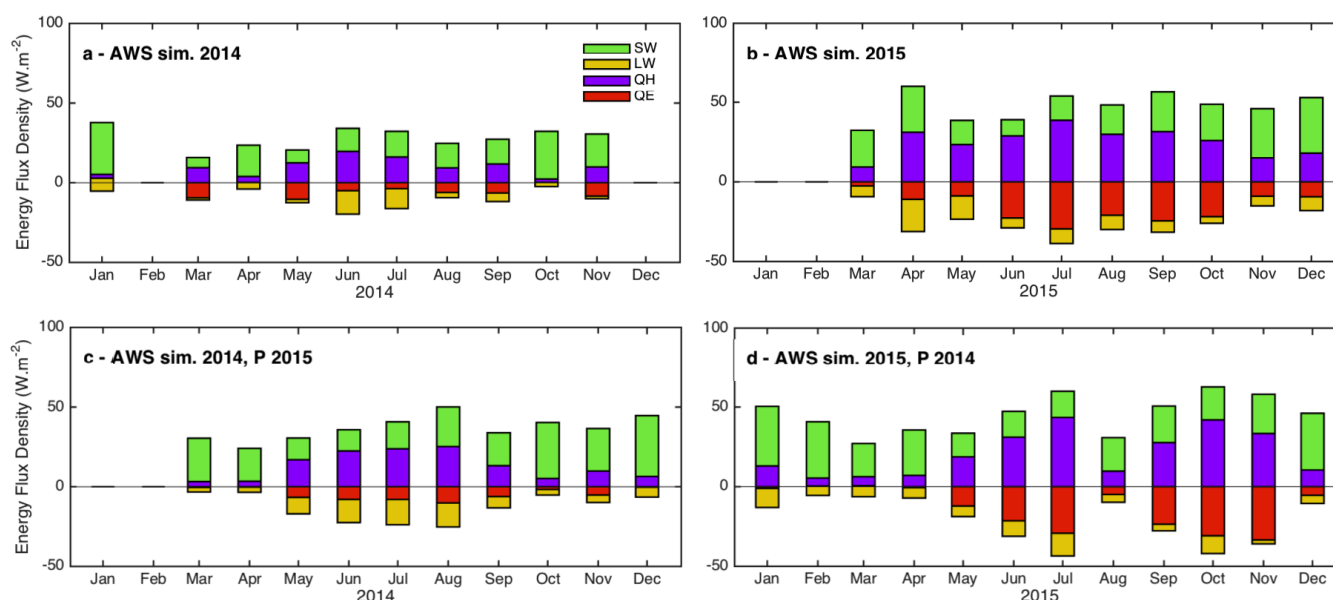 a - AWS sim. 2014
SW
LW
QH
QE
Energy Flux Density (W.m-2)
100
50
0
-50
Jan Feb Mar Apr May Jun Jul Aug Sep Oct Nov Dec
2014
b - AWS sim. 2015
100
50
0
-50
Jan Feb Mar Apr May Jun Jul Aug Sep Oct Nov Dec
2015
c - AWS sim. 2014, P 2015
Energy Flux Density (W.m-2)
100
50
0
-50
Jan Feb Mar Apr May Jun Jul Aug Sep Oct Nov Dec
2014
d - AWS sim. 2015, P 2014
100
50
0
-50
Jan Feb Mar Apr May Jun Jul Aug Sep Oct Nov Dec
2015